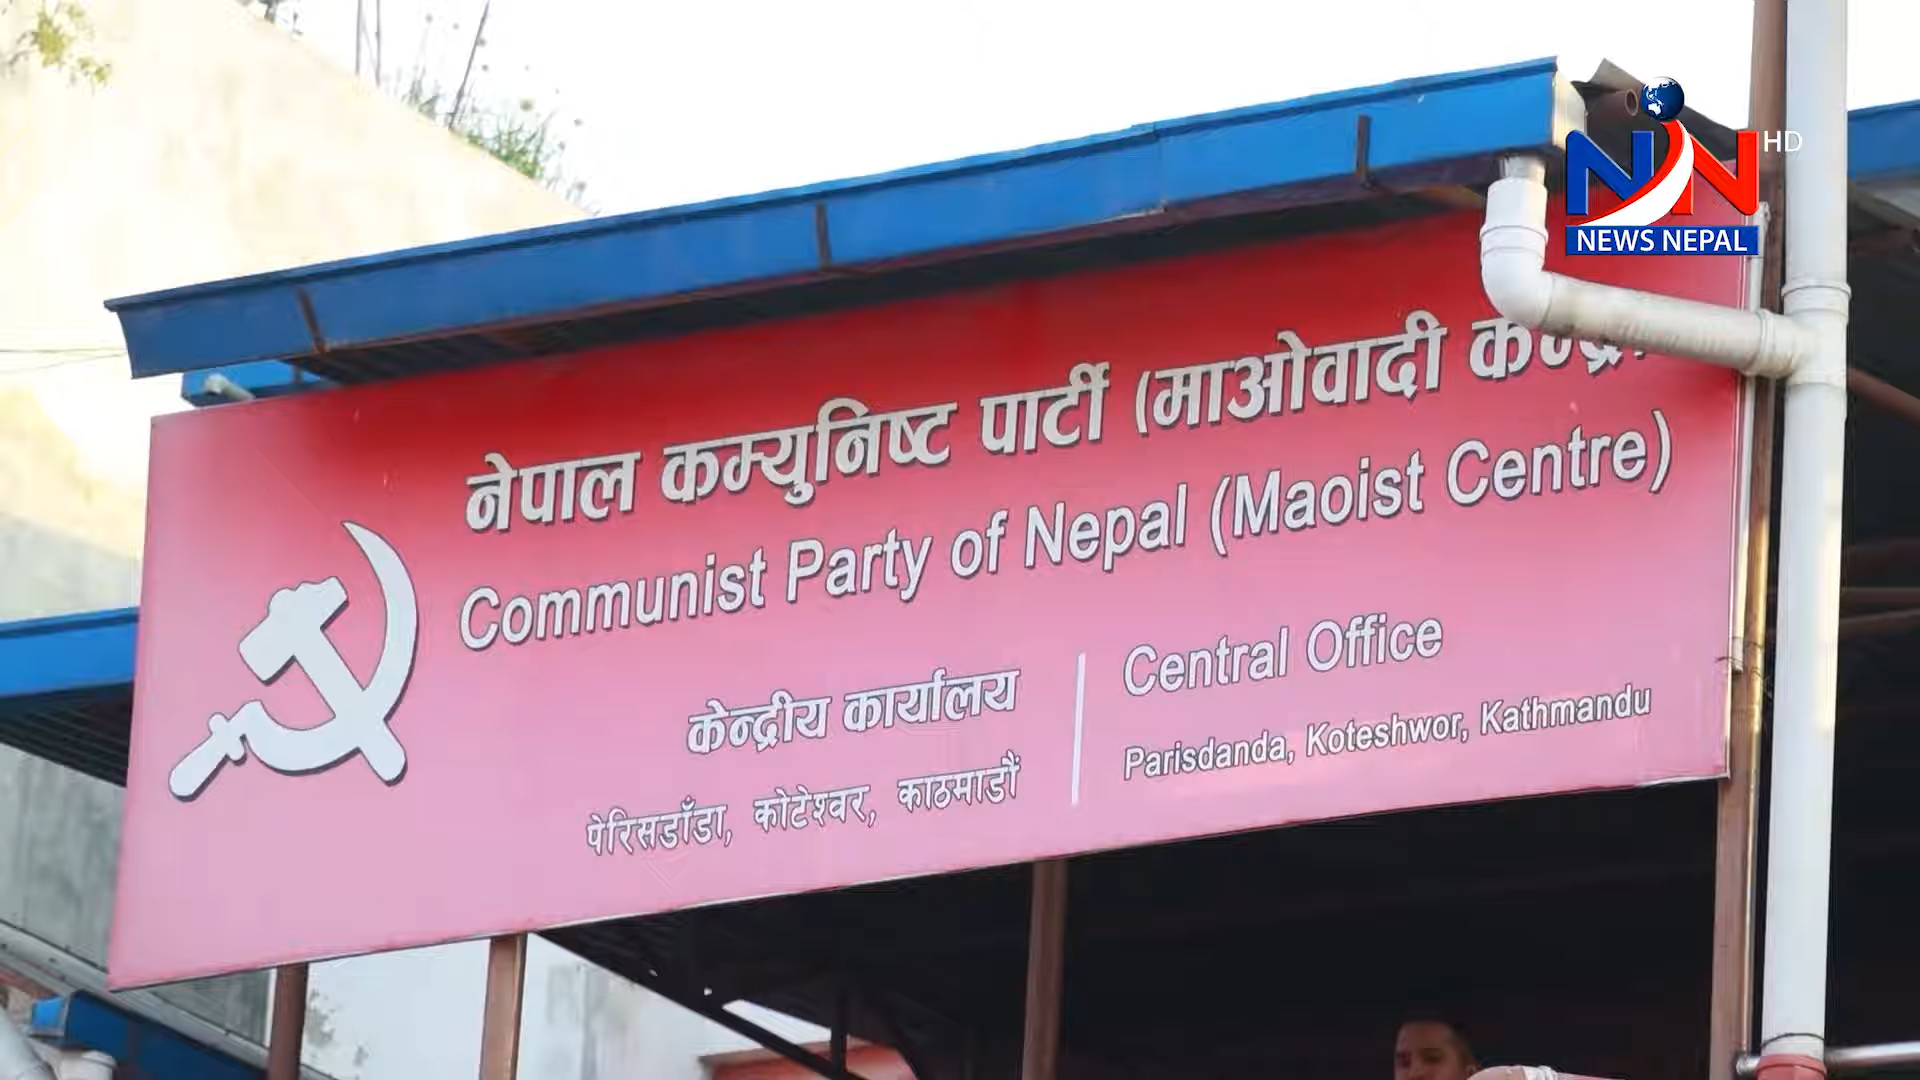 नेपाल कम्युनिष्ट पार्टी (माओवादी केन्द्र
Communist Party of Nepal (Maoist Centre)
केन्द्रीय कार्यालय
पेरिसडाँडा, कोटेश्वर, काठमाडौं
Central Office
Parisdanda, Koteshwor, Kathmandu
NN HD
NEWS NEPAL